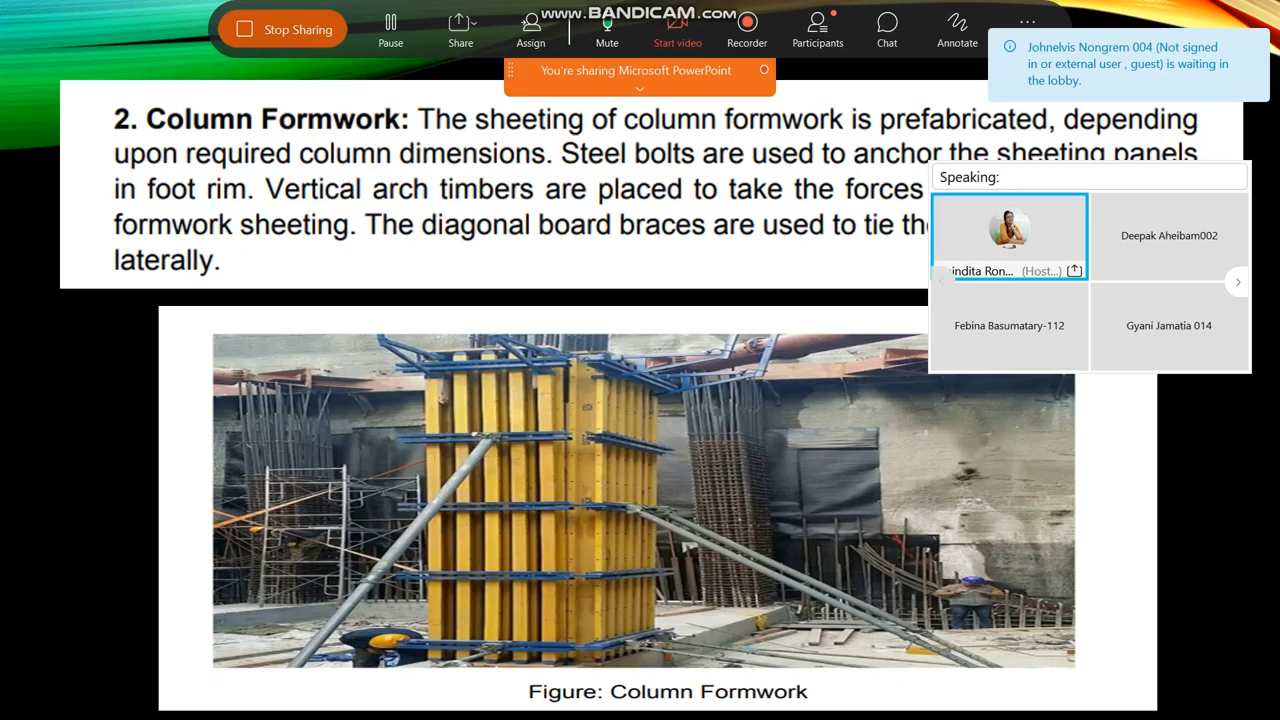 www.BANDICAM.com
Stop Sharing
Pause
Share
Assign
Mute
Start video
Recorder
Participants
Chat
Annotate
You're sharing Microsoft PowerPoint
Johnelvis Nongrem 004 (Not signed
in or external user , guest) is waiting in
the lobby.
2. Column Formwork: The sheeting of column formwork is prefabricated, depending
upon required column dimensions. Steel bolts are used to anchor the sheeting panels
in foot rim. Vertical arch timbers are placed to take the forces
formwork sheeting. The diagonal board braces are used to tie
laterally.
Speaking:
indita Ron... (Host...)
Deepak Aheibam002
Febina Basumatary-112
Gyani Jamatia 014
Figure: Column Formwork